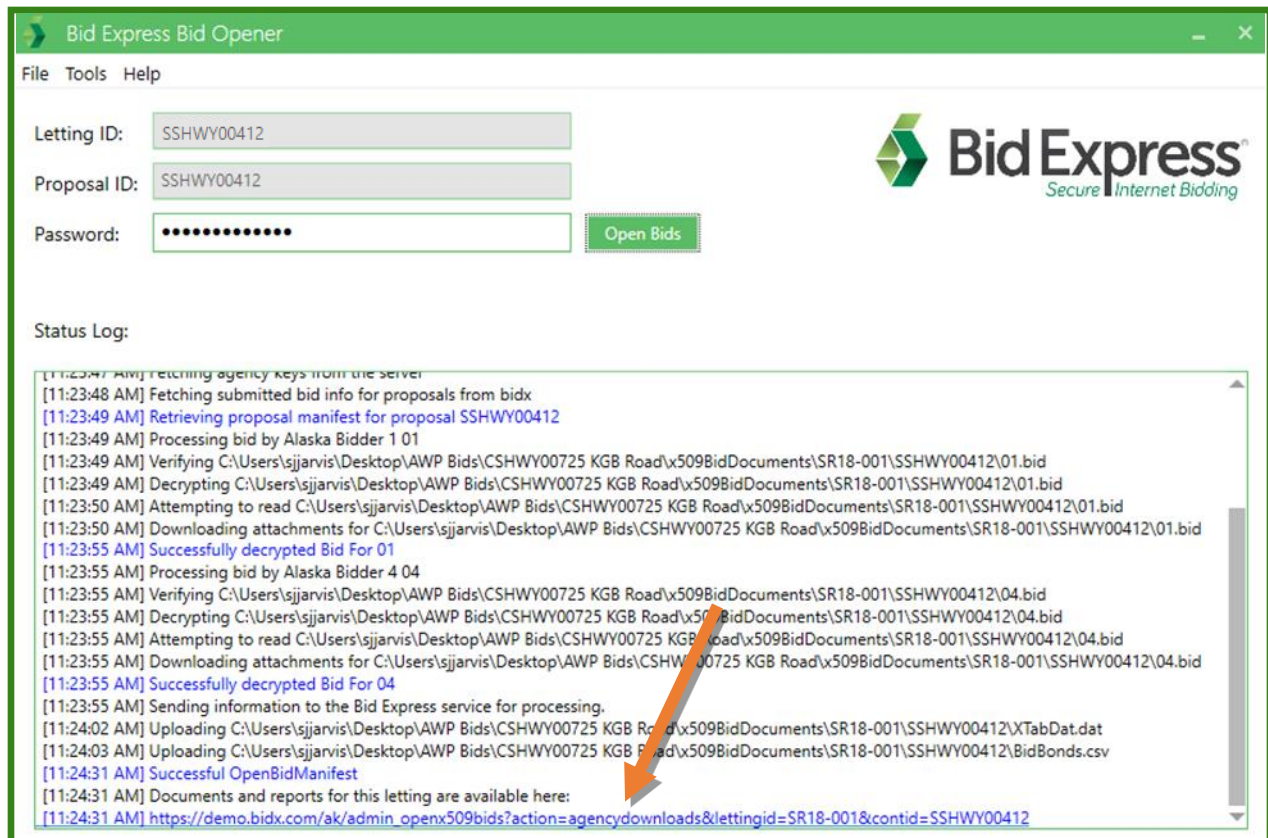 Bid Express Bid Opener
File Tools Help
Letting ID: SSHWY00412
Bid Express
Secure Internet Bidding
Proposal ID: SSHWY00412
Password: ••••••••••••• Open Bids
Status Log:
[11:23:47 AM] Fetching agency keys from the server
[11:23:48 AM] Fetching submitted bid info for proposals from bidx
[11:23:49 AM] Retrieving proposal manifest for proposal SSHWY00412
[11:23:49 AM] Processing bid by Alaska Bidder 1 01
[11:23:49 AM] Verifying C:\Users\sjjarvis\Desktop\AWP Bids\CSHWY00725 KGB Road\x509BidDocuments\SR18-001\SSHWY00412\01.bid
[11:23:49 AM] Decrypting C:\Users\sjjarvis\Desktop\AWP Bids\CSHWY00725 KGB Road\x509BidDocuments\SR18-001\SSHWY00412\01.bid
[11:23:50 AM] Attempting to read C:\Users\sjjarvis\Desktop\AWP Bids\CSHWY00725 KGB Road\x509BidDocuments\SR18-001\SSHWY00412\01.bid
[11:23:50 AM] Downloading attachments for C:\Users\sjjarvis\Desktop\AWP Bids\CSHWY00725 KGB Road\x509BidDocuments\SR18-001\SSHWY00412\01.bid
[11:23:55 AM] Successfully decrypted Bid For 01
[11:23:55 AM] Processing bid by Alaska Bidder 4 04
[11:23:55 AM] Verifying C:\Users\sjjarvis\Desktop\AWP Bids\CSHWY00725 KGB Road\x509BidDocuments\SR18-001\SSHWY00412\04.bid
[11:23:55 AM] Decrypting C:\Users\sjjarvis\Desktop\AWP Bids\CSHWY00725 KGB Road\x509BidDocuments\SR18-001\SSHWY00412\04.bid
[11:23:55 AM] Attempting to read C:\Users\sjjarvis\Desktop\AWP Bids\CSHWY00725 KGB Road\x509BidDocuments\SR18-001\SSHWY00412\04.bid
[11:23:55 AM] Downloading attachments for C:\Users\sjjarvis\Desktop\AWP Bids\CSHWY00725 KGB Road\x509BidDocuments\SR18-001\SSHWY00412\04.bid
[11:23:55 AM] Successfully decrypted Bid For 04
[11:23:55 AM] Sending information to the Bid Express service for processing.
[11:24:02 AM] Uploading C:\Users\sjjarvis\Desktop\AWP Bids\CSHWY00725 KGB Road\x509BidDocuments\SR18-001\SSHWY00412\XTabDat.dat
[11:24:03 AM] Uploading C:\Users\sjjarvis\Desktop\AWP Bids\CSHWY00725 KGB Road\x509BidDocuments\SR18-001\SSHWY00412\BidBonds.csv
[11:24:31 AM] Successful OpenBidManifest
[11:24:31 AM] Documents and reports for this letting are available here:
[11:24:31 AM] https://demo.bidx.com/ak/admin_openx509bids?action=agencydownloads&lettingid=SR18-001&contid=SSHWY00412